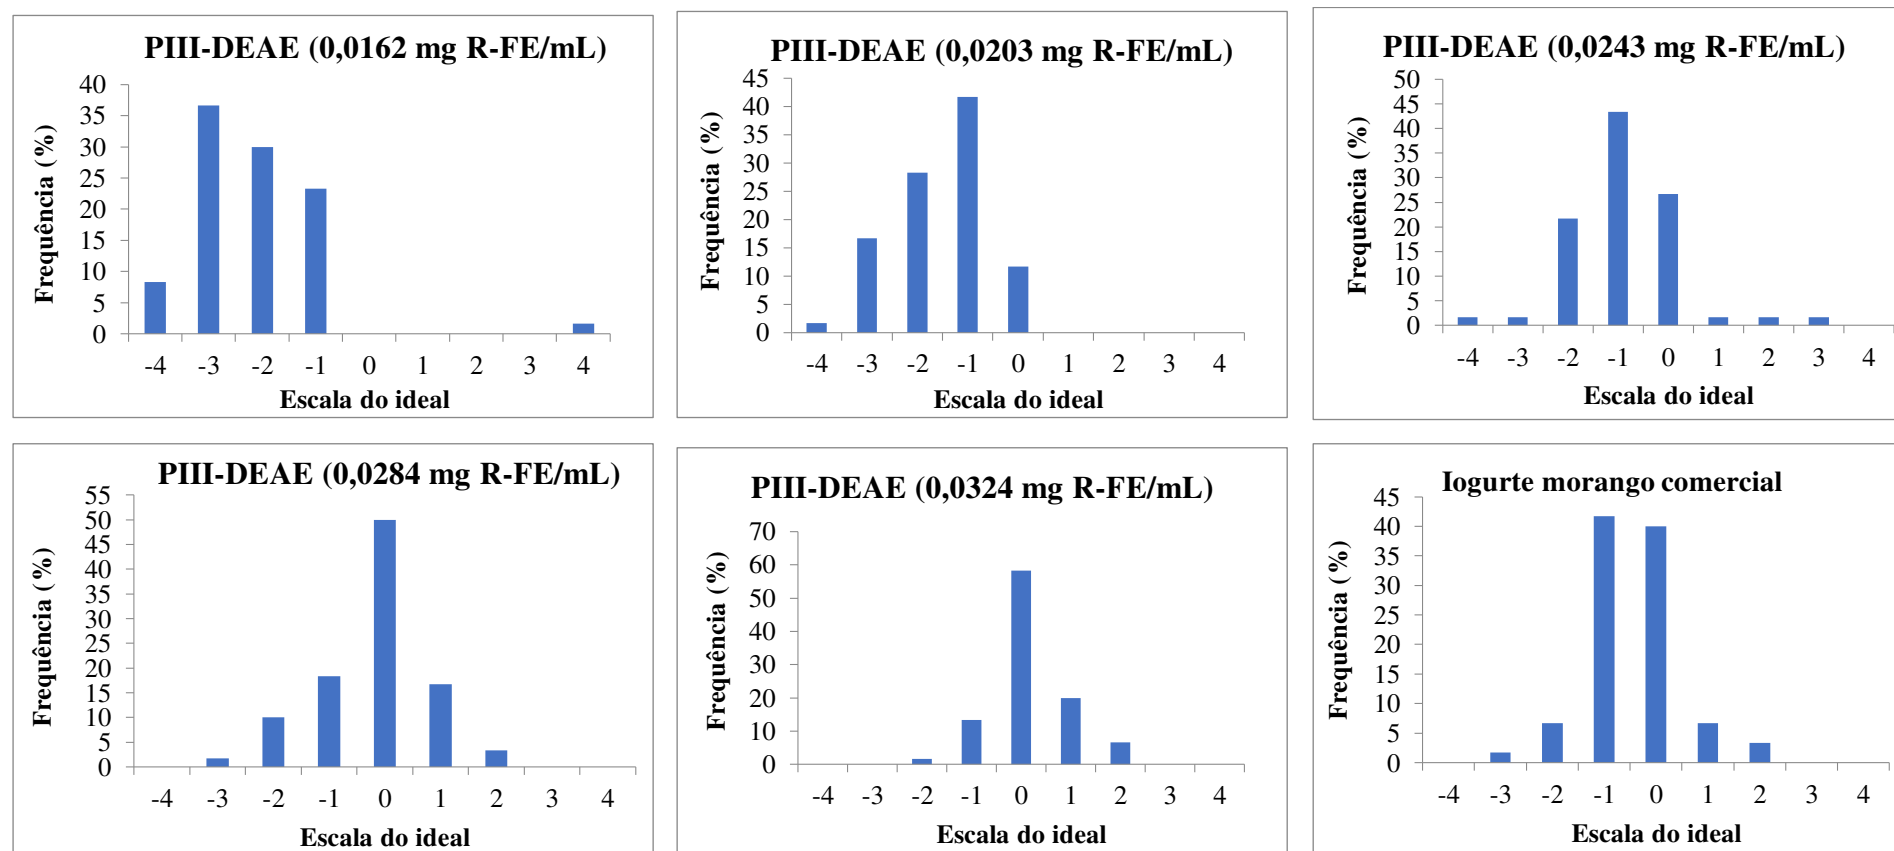 PIII-DEAE (0,0162 mg R-FE/mL)
Frequência (%)
40
35
30
25
20
15
10
5
0
-4 -3 -2 -1 0 1 2 3 4
Escala do ideal
PIII-DEAE (0,0203 mg R-FE/mL)
Frequência (%)
45
40
35
30
25
20
15
10
5
0
-4 -3 -2 -1 0 1 2 3 4
Escala do ideal
PIII-DEAE (0,0243 mg R-FE/mL)
Frequência (%)
50
45
40
35
30
25
20
15
10
5
0
-4 -3 -2 -1 0 1 2 3 4
Escala do ideal
PIII-DEAE (0,0284 mg R-FE/mL)
Frequência (%)
55
50
45
40
35
30
25
20
15
10
5
0
-4 -3 -2 -1 0 1 2 3 4
Escala do ideal
PIII-DEAE (0,0324 mg R-FE/mL)
Frequência (%)
70
60
50
40
30
20
10
0
-4 -3 -2 -1 0 1 2 3 4
Escala do ideal
Iogurte morango comercial
Frequência (%)
45
40
35
30
25
20
15
10
5
0
-4 -3 -2 -1 0 1 2 3 4
Escala do ideal